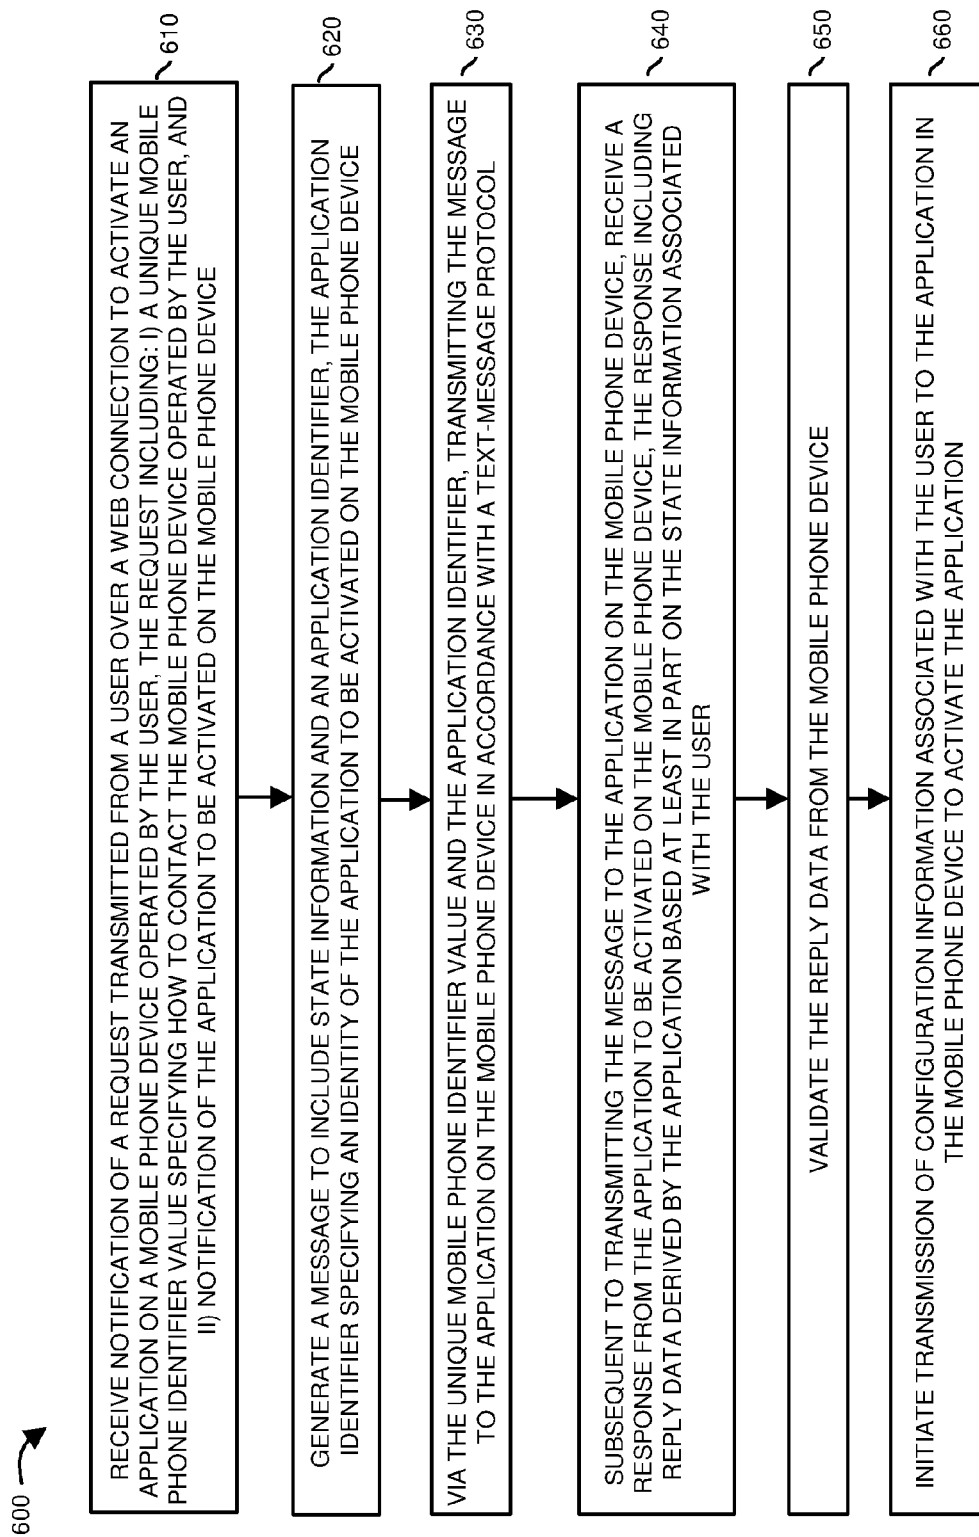 600
RECEIVE NOTIFICATION OF A REQUEST TRANSMITTED FROM A USER OVER A WEB CONNECTION TO ACTIVATE AN
APPLICATION ON A MOBILE PHONE DEVICE OPERATED BY THE USER, THE REQUEST INCLUDING: I) A UNIQUE MOBILE
PHONE IDENTIFIER VALUE SPECIFYING HOW TO CONTACT THE MOBILE PHONE DEVICE OPERATED BY THE USER, AND
II) NOTIFICATION OF THE APPLICATION TO BE ACTIVATED ON THE MOBILE PHONE DEVICE
610
GENERATE A MESSAGE TO INCLUDE STATE INFORMATION AND AN APPLICATION IDENTIFIER, THE APPLICATION
IDENTIFIER SPECIFYING AN IDENTITY OF THE APPLICATION TO BE ACTIVATED ON THE MOBILE PHONE DEVICE
620
VIA THE UNIQUE MOBILE PHONE IDENTIFIER VALUE AND THE APPLICATION IDENTIFIER, TRANSMITTING THE MESSAGE
TO THE APPLICATION ON THE MOBILE PHONE DEVICE IN ACCORDANCE WITH A TEXT-MESSAGE PROTOCOL
630
SUBSEQUENT TO TRANSMITTING THE MESSAGE TO THE APPLICATION ON THE MOBILE PHONE DEVICE, RECEIVE A
RESPONSE FROM THE APPLICATION TO BE ACTIVATED ON THE MOBILE PHONE DEVICE, THE RESPONSE INCLUDING
REPLY DATA DERIVED BY THE APPLICATION BASED AT LEAST IN PART ON THE STATE INFORMATION ASSOCIATED
WITH THE USER
640
VALIDATE THE REPLY DATA FROM THE MOBILE PHONE DEVICE
650
INITIATE TRANSMISSION OF CONFIGURATION INFORMATION ASSOCIATED WITH THE USER TO THE APPLICATION IN
THE MOBILE PHONE DEVICE TO ACTIVATE THE APPLICATION
660